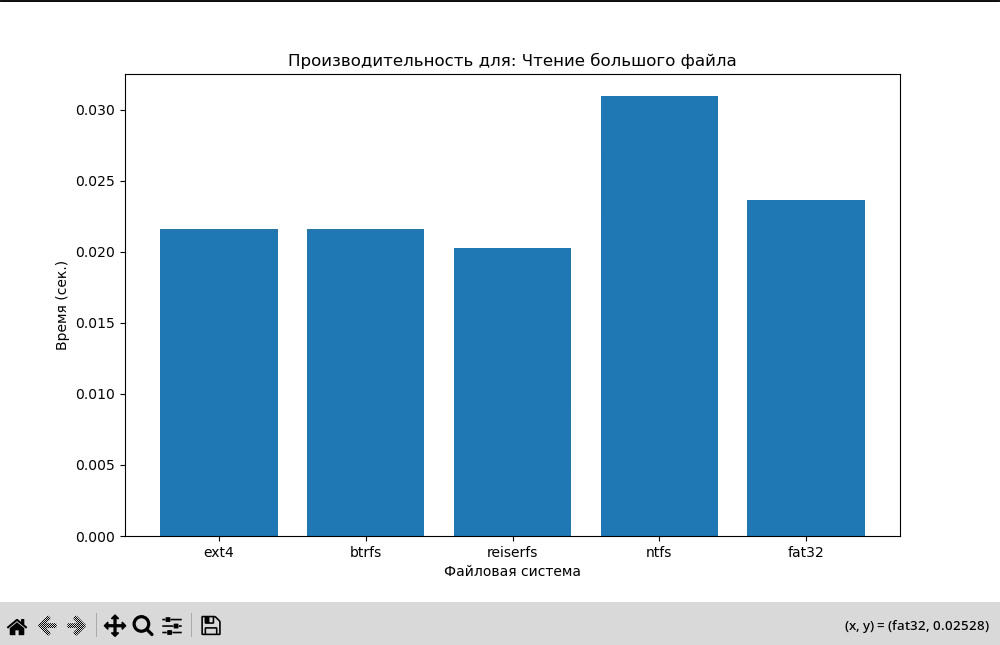 Производительность для: Чтение большого файла
0.030
0.025
0.020
0.015
0.010
0.005
0.000
Время (сек.)
ext4 btrfs reiserfs ntfs fat32
Файловая система
(x, y) = (fat32, 0.02528)